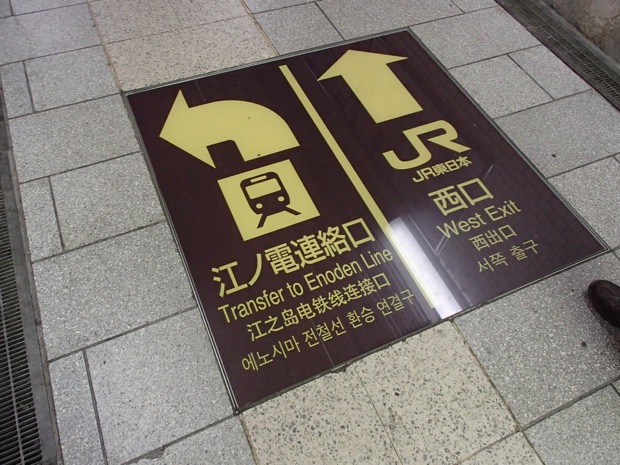 江ノ電連絡口
Transfer to Enoden Line
江之岛电铁线连接口
에노시마 전철선 환승 연결구
JR
JR東日本
西口
West Exit
西出口
서쪽 출구